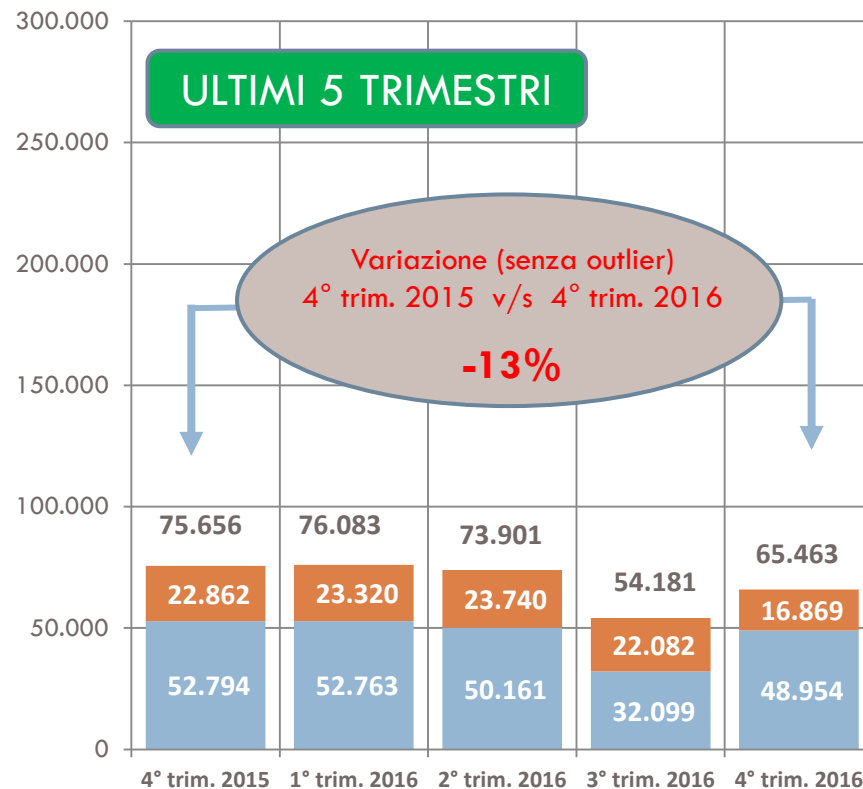 300.000
ULTIMI 5 TRIMESTRI
250.000
200.000
Variazione (senza outlier)
4° trim. 2015 v/s 4° trim. 2016
-13%
150.000
100.000
75.656 76.083 73.901 54.181 65.463
22.862 23.320 23.740 22.082 16.869
50.000
52.794 52.763 50.161 32.099 48.954
0
4° trim. 2015 1° trim. 2016 2° trim. 2016 3° trim. 2016 4° trim. 2016